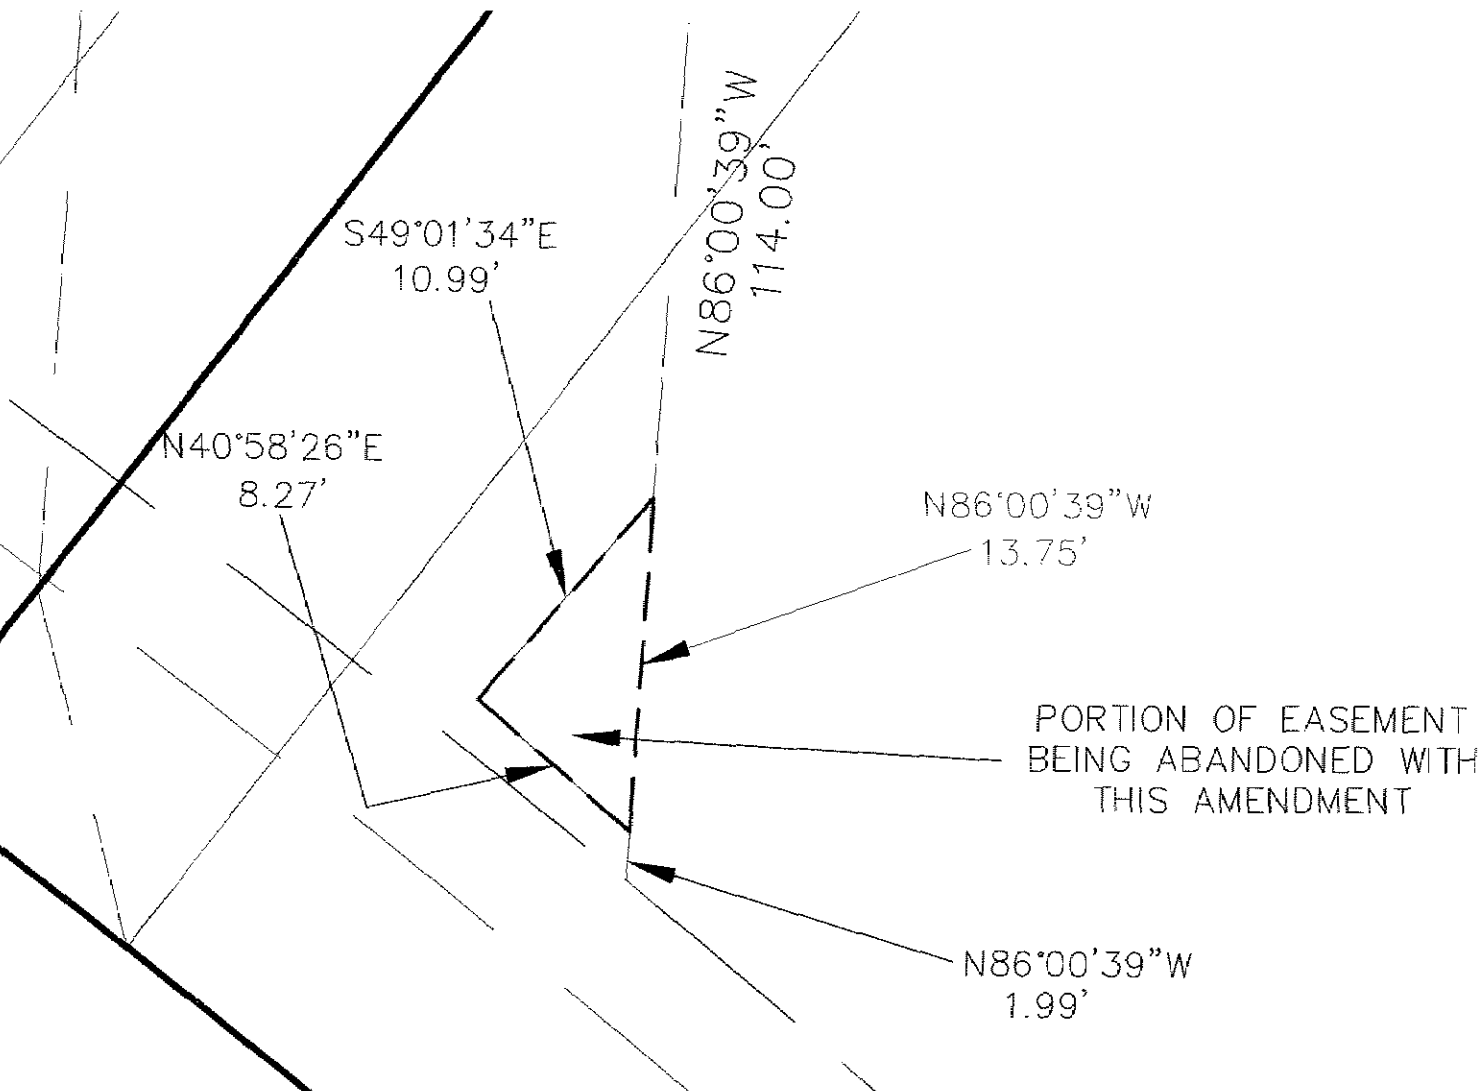 N86°00'39"W
114.00'
S49°01'34"E
10.99'
N40°58'26"E
8.27'
N86°00'39"W
13.75'
PORTION OF EASEMENT
BEING ABANDONED WITH
THIS AMENDMENT
N86°00'39"W
1.99'